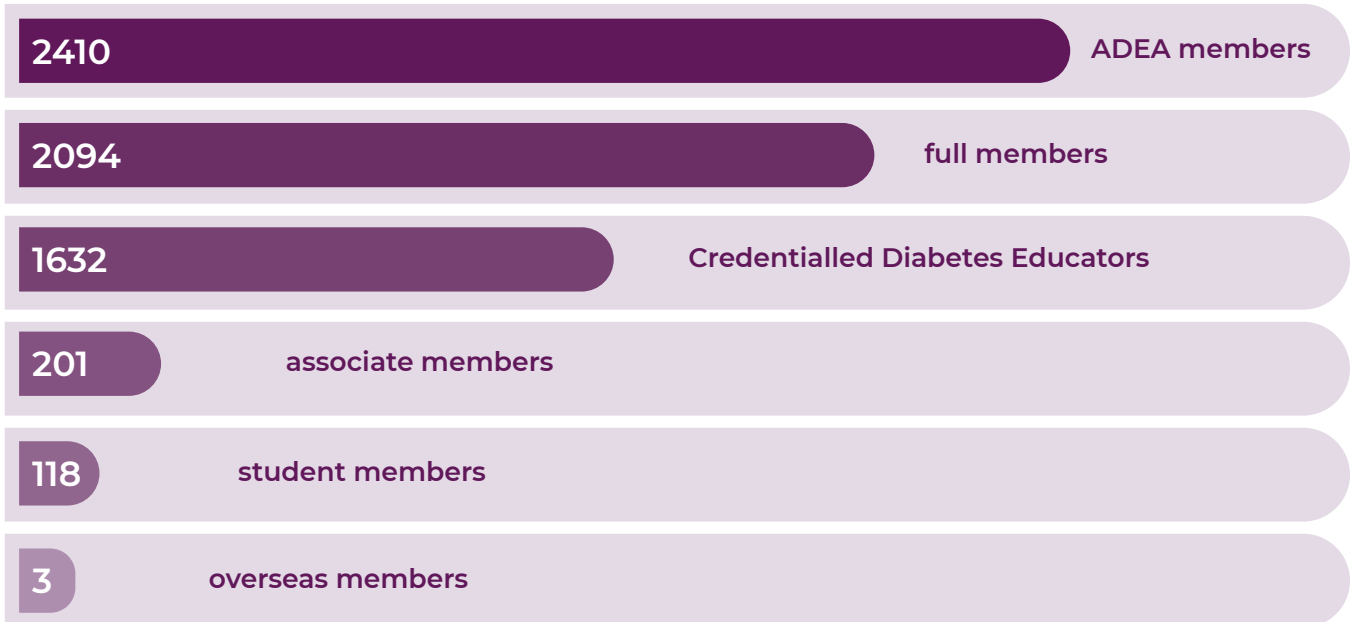 2410 ADEA members
2094 full members
1632 Credentialled Diabetes Educators
201 associate members
118 student members
3 overseas members